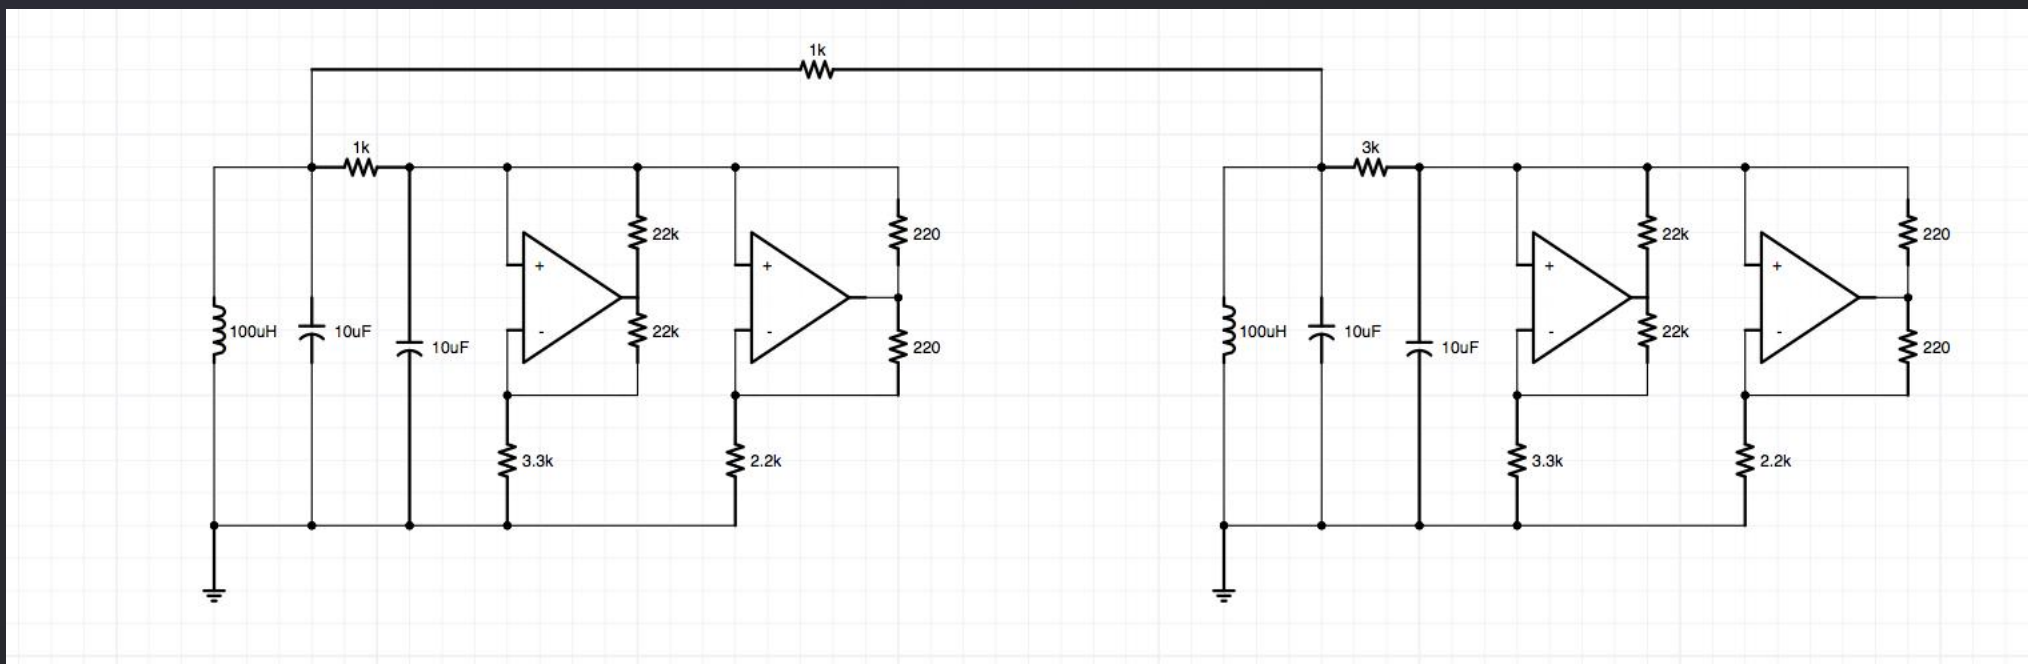 1k
1k
3k
22k
220
22k
220
+
+
+
+
100uH
10uF
-
22k
-
100uH
10uF
-
22k
-
10uF
220
10uF
220
3.3k
2.2k
3.3k
2.2k